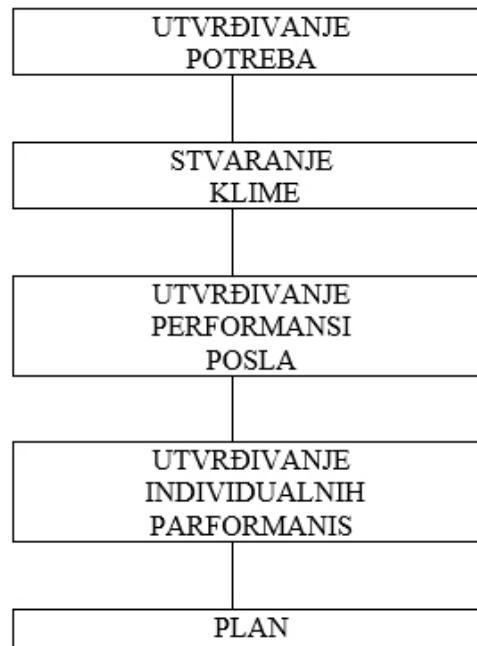 UTVRĐIVANJE
POTREBA
STVARANJE
KLIME
UTVRĐIVANJE
PERFORMANSI
POSLA
UTVRĐIVANJE
INDIVIDUALNIH
PARFORMANIS
PLAN